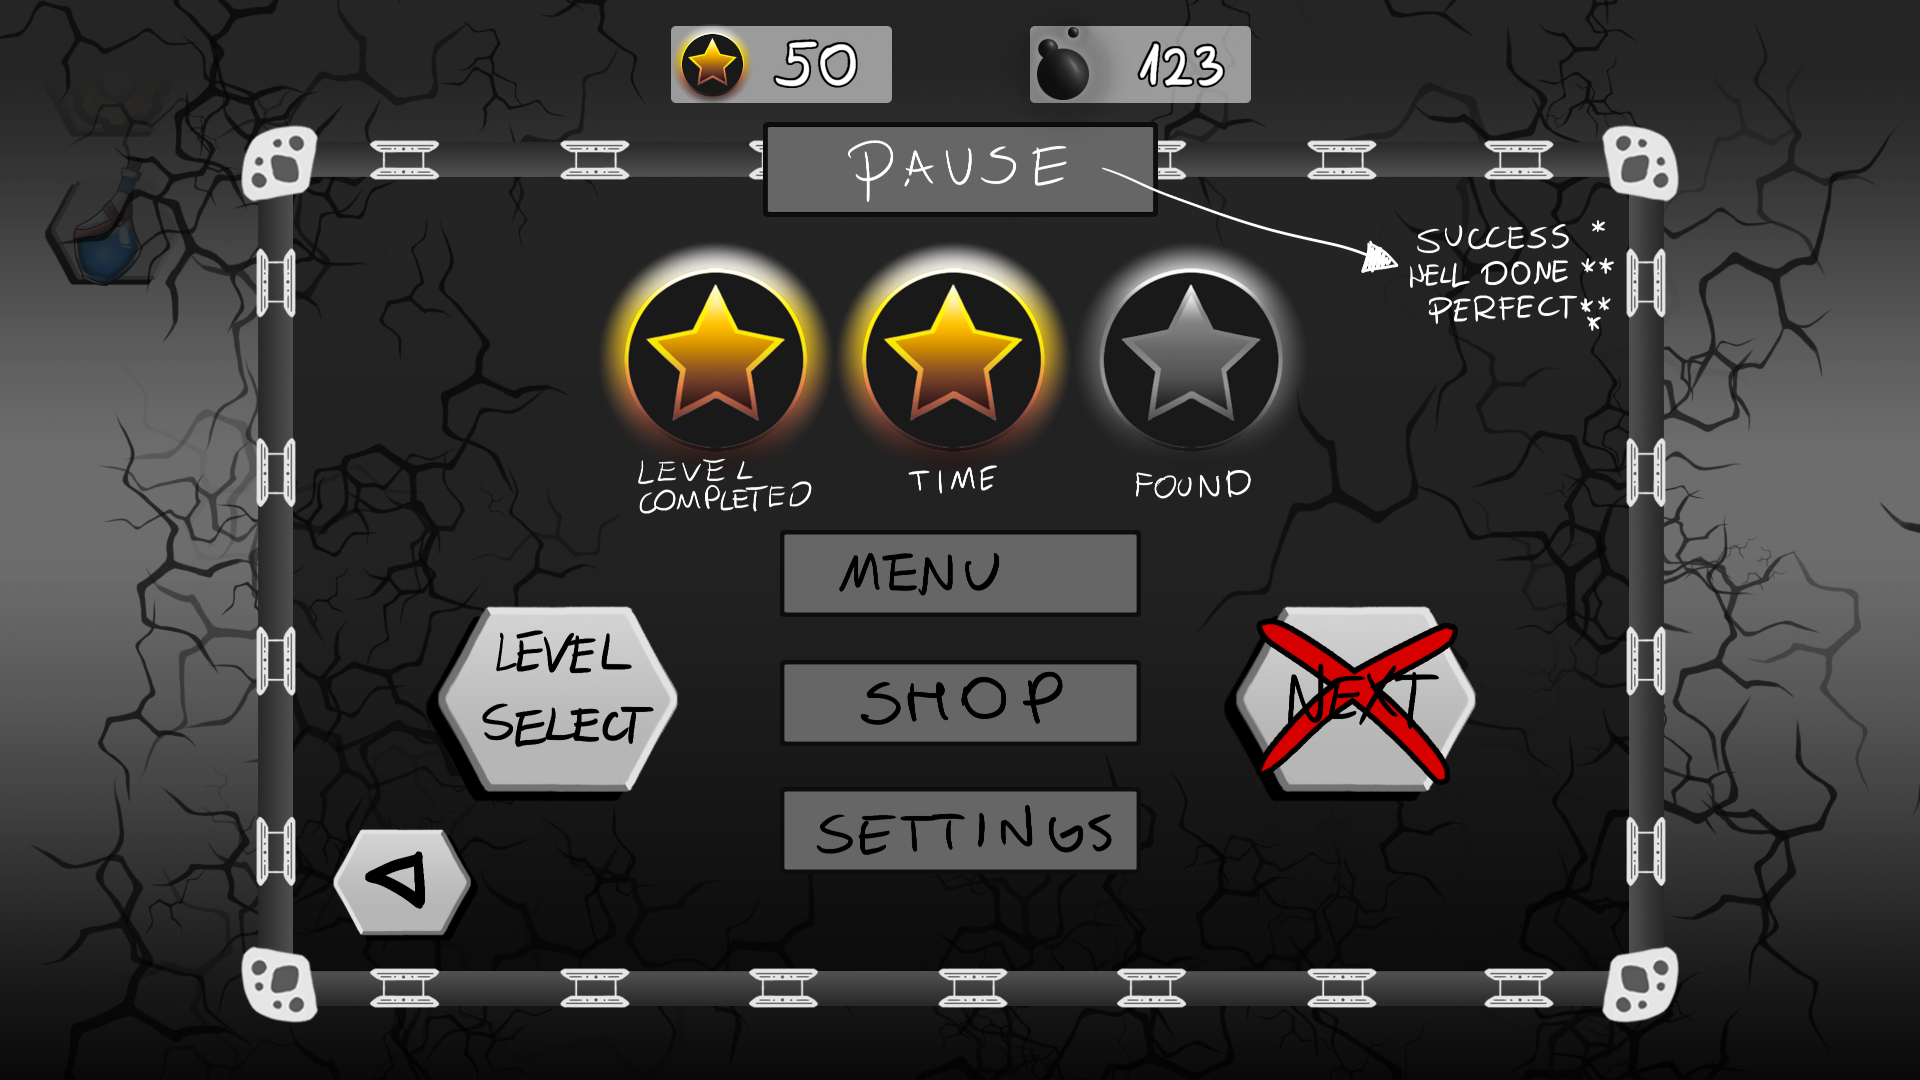 50
123
PAUSE
SUCCESS *
WELL DONE **
PERFECT***
LEVEL
COMPLETED
TIME
FOUND
MENU
LEVEL
SELECT
SHOP
NEXT
SETTINGS